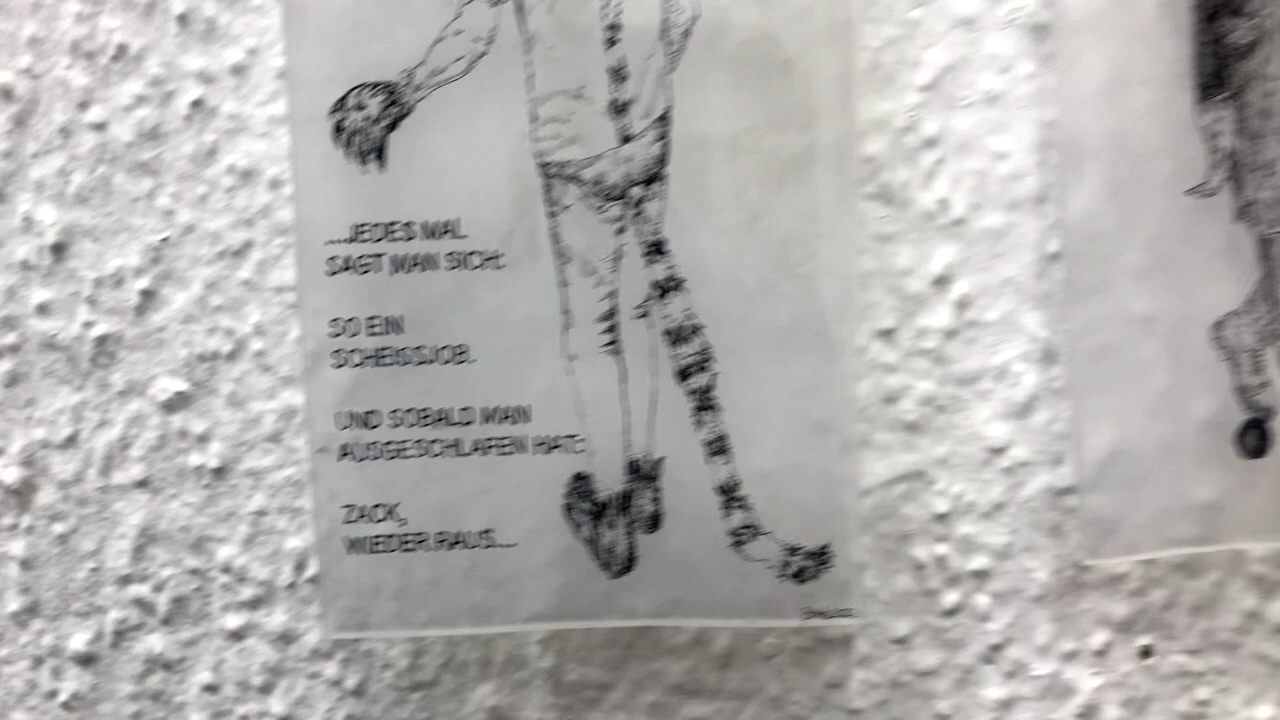 ....JEDES MAL
SAGT MAN SICH:
SO EIN
SCHEISSJOB.
UND SOBALD MAN
AUSGESCHLAFEN HAT:
ZACK,
WIEDER RAUS....